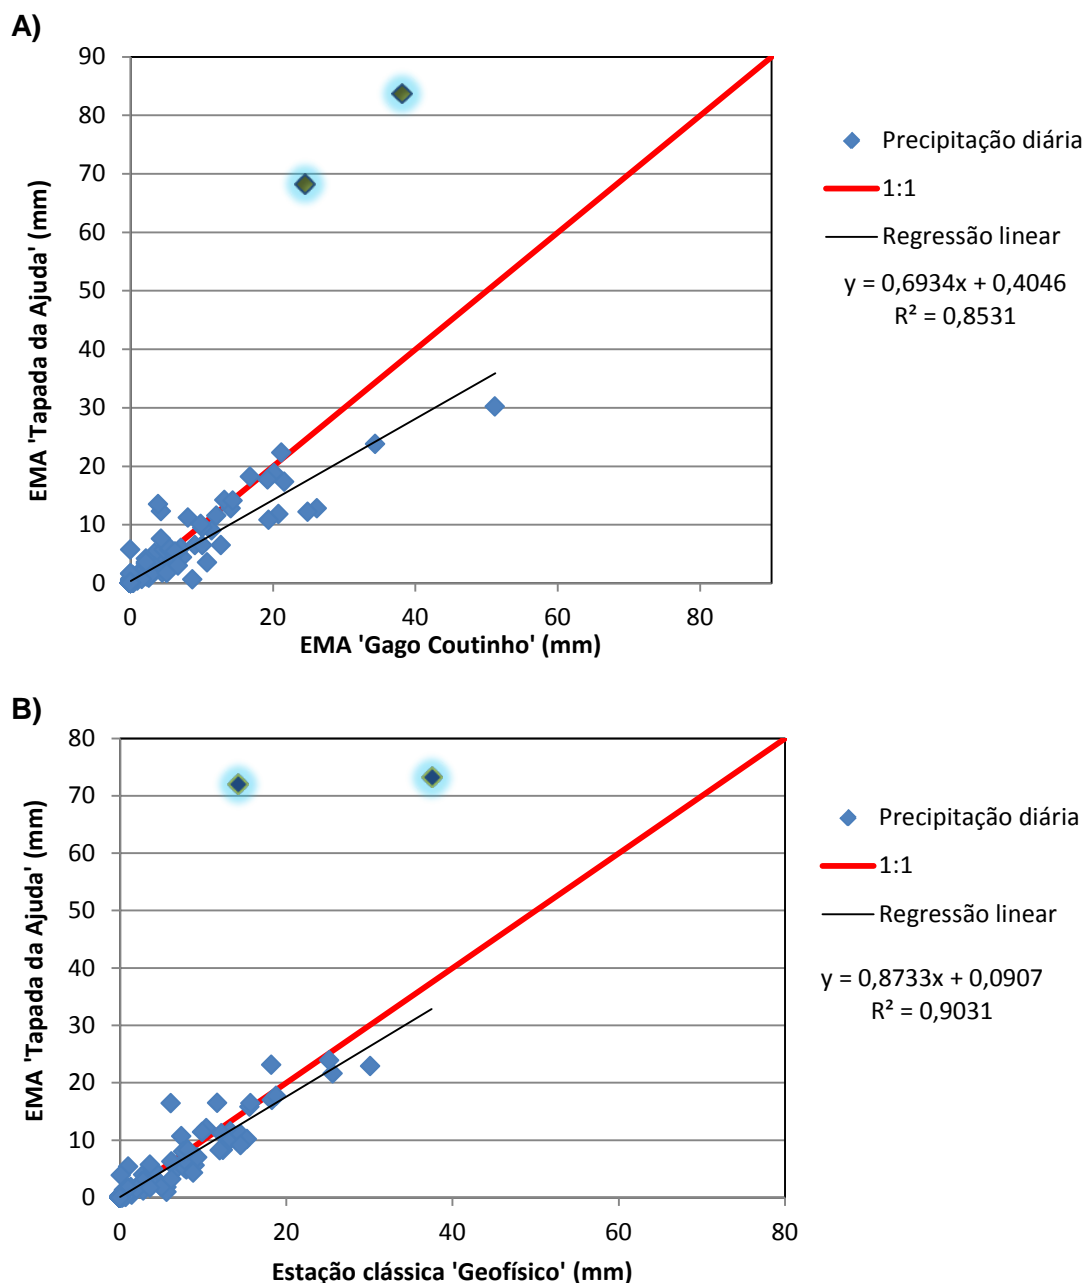 A)
90
80
70
60
50
40
30
20
10
0
0 20 40 60 80
EMA 'Tapada da Ajuda' (mm)
EMA 'Gago Coutinho' (mm)
Precipitação diária
1:1
Regressão linear
y = 0,6934x + 0,4046
R² = 0,8531
B)
80
70
60
50
40
30
20
10
0
0 20 40 60 80
EMA 'Tapada da Ajuda' (mm)
Estação clássica 'Geofísico' (mm)
Precipitação diária
1:1
Regressão linear
y = 0,8733x + 0,0907
R² = 0,9031